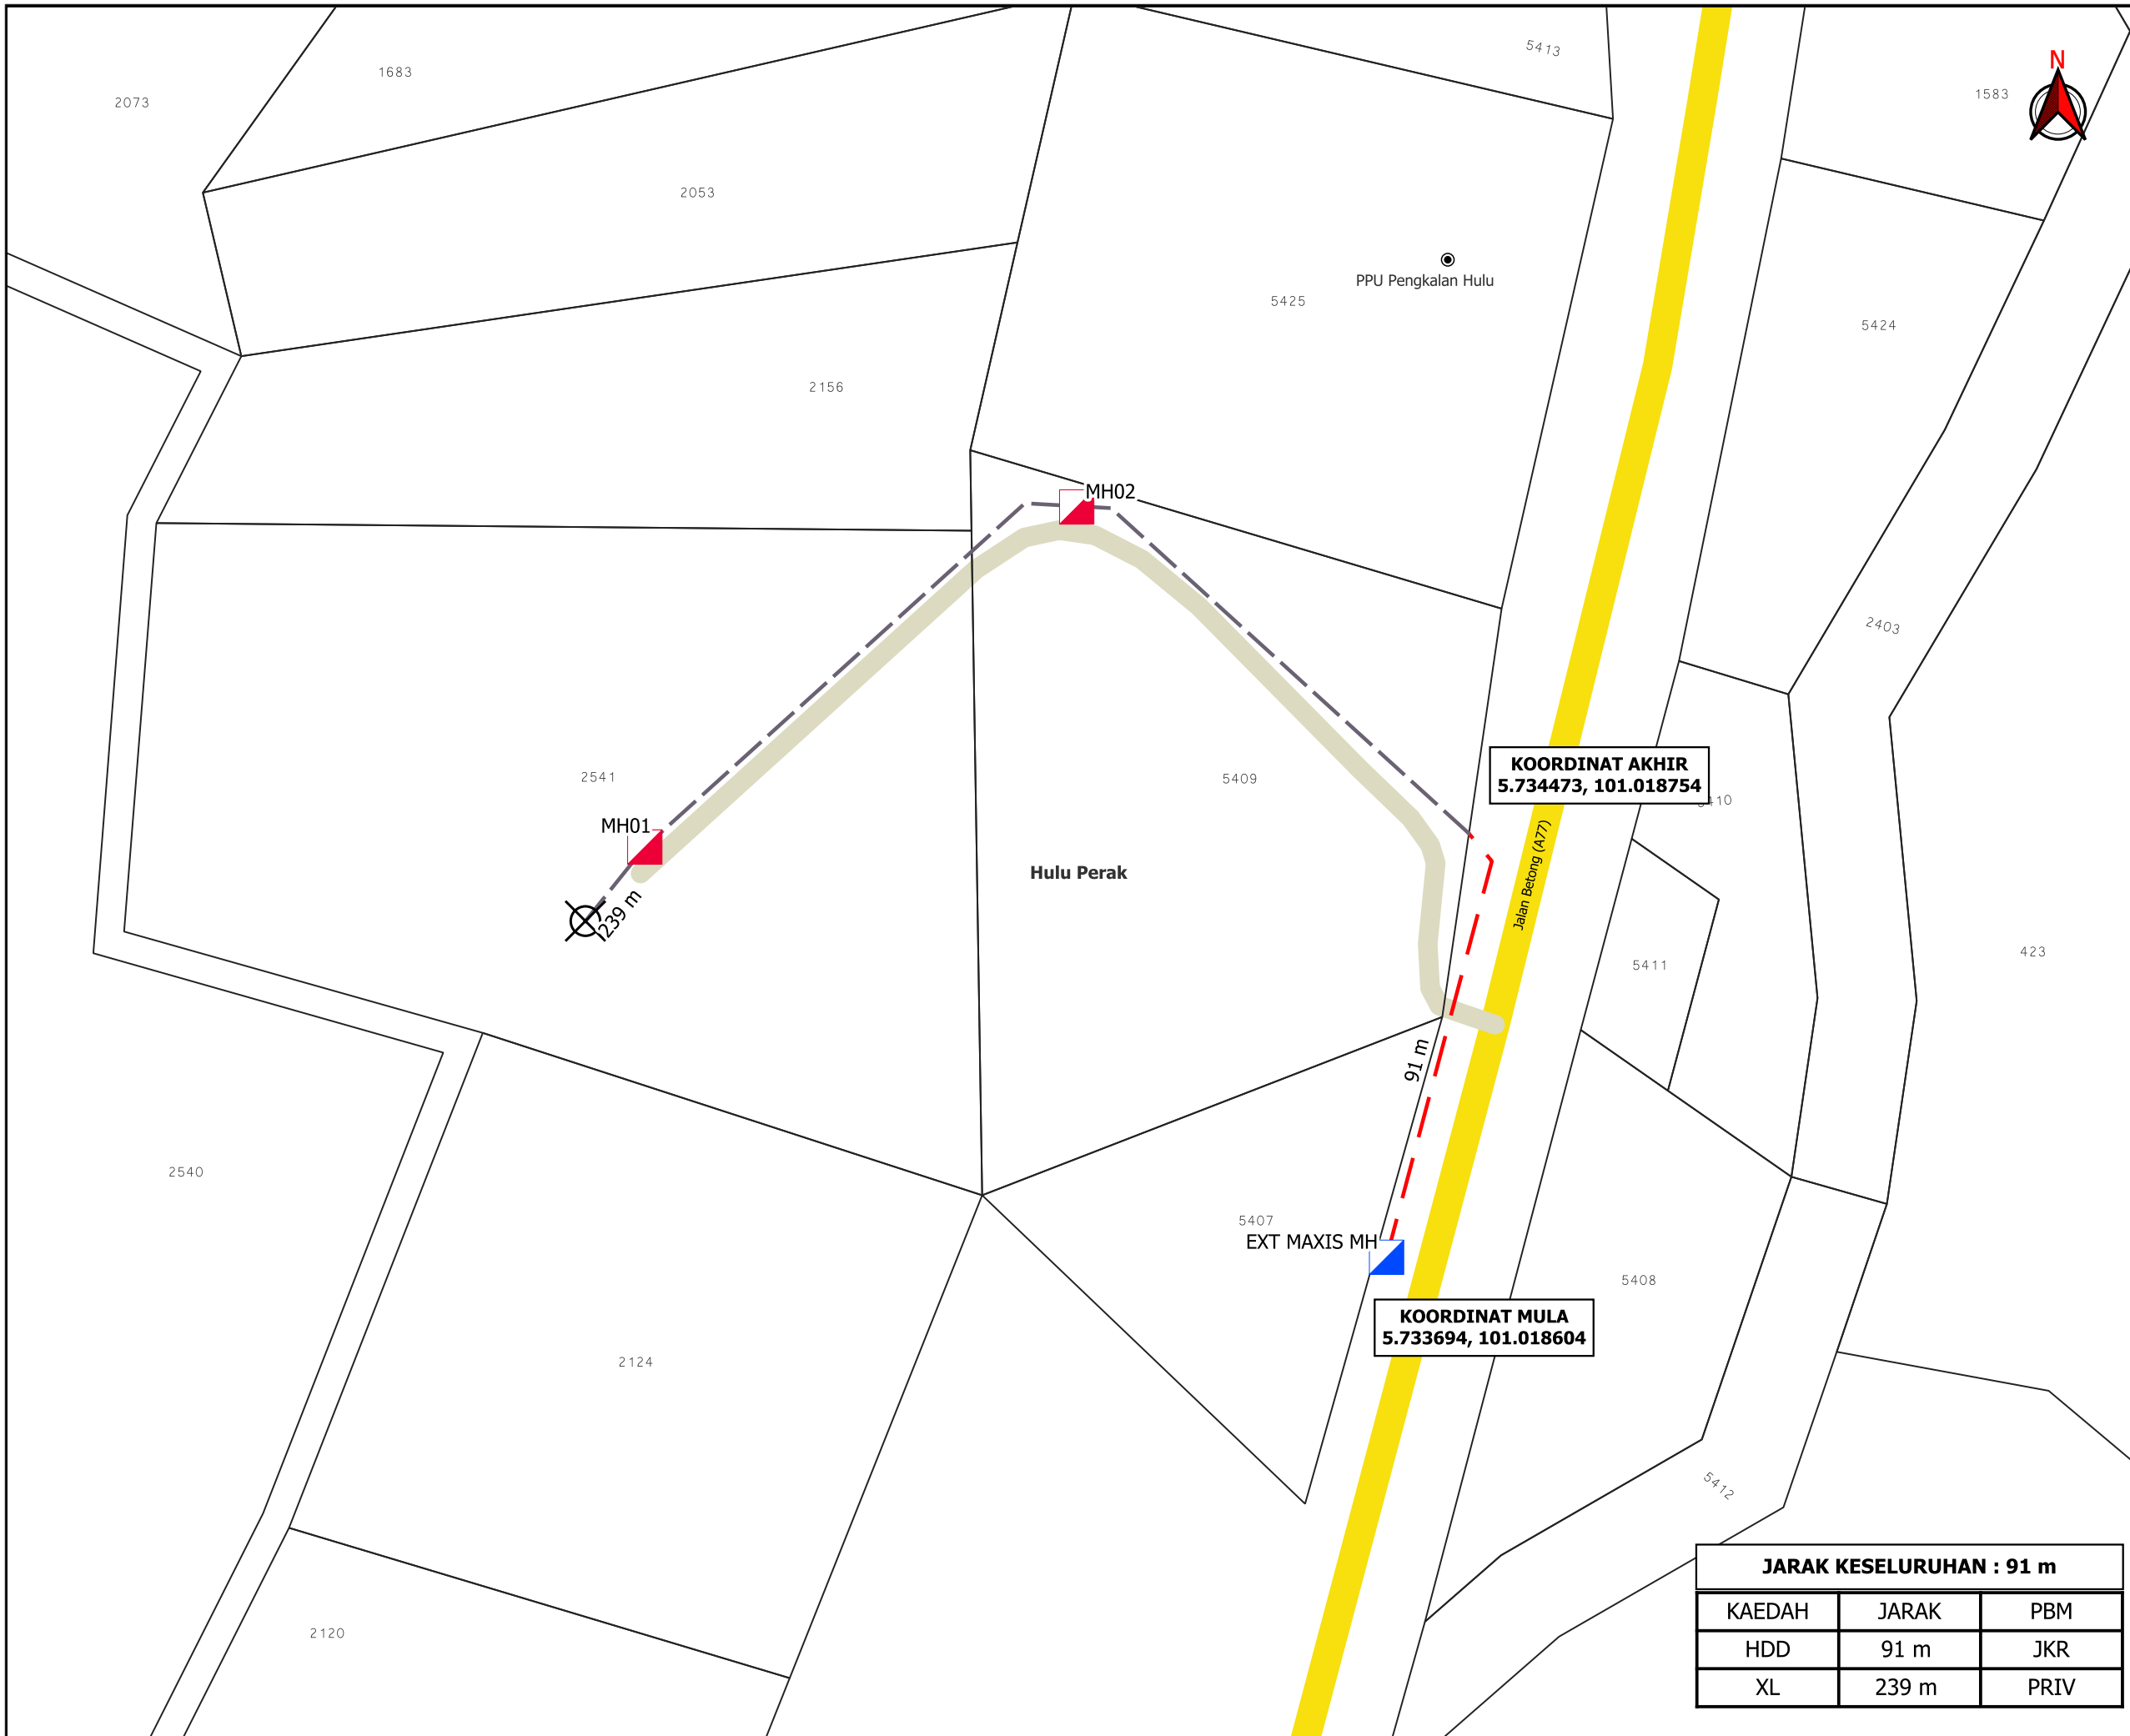 5413
N
1683
1583
2073
2053
PPU Pengkalan Hulu
5425
5424
2156
MH02
2403
KOORDINAT AKHIR
5.734473, 101.018754
2541
5409
MH01
Jalan Betong (A77)
Hulu Perak
239 m
423
5411
91 m
2540
5407
EXT MAXIS MH
5408
KOORDINAT MULA
5.733694, 101.018604
2124
5412
JARAK KESELURUHAN : 91 m
KAEDAH JARAK PBM
HDD 91 m JKR
XL 239 m PRIV
2120